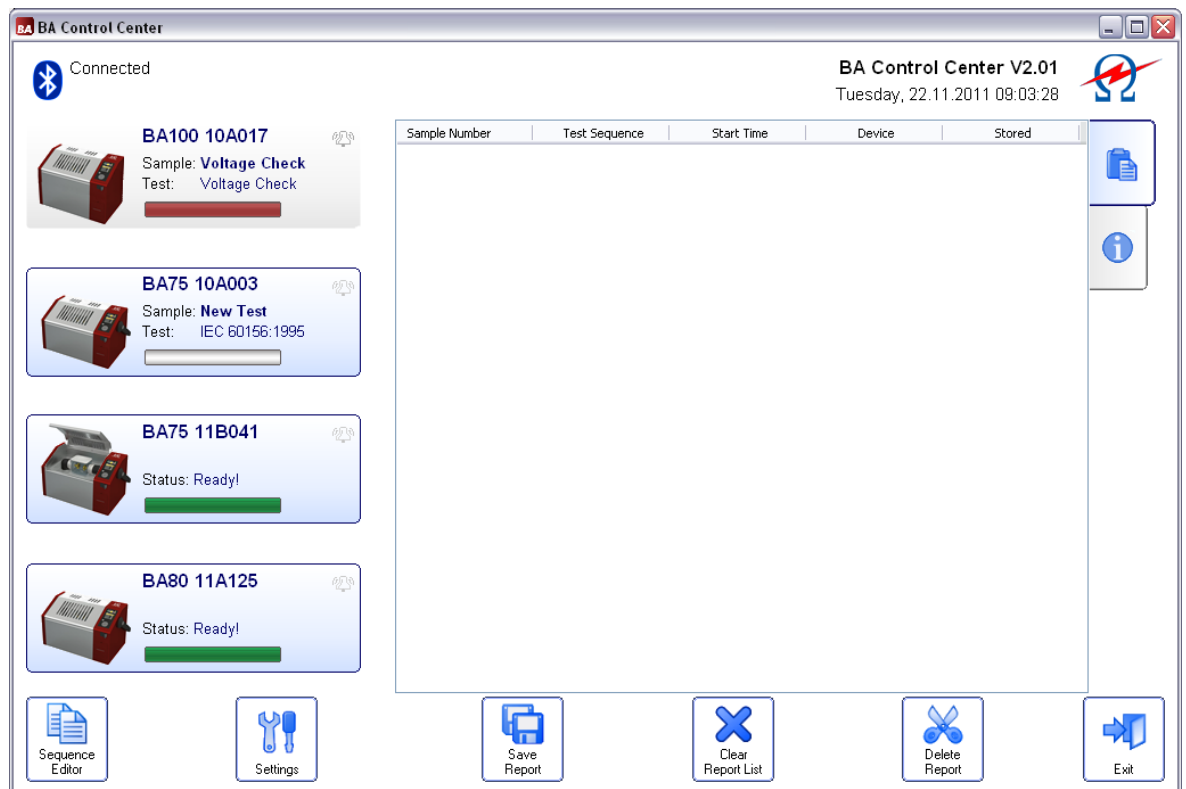 BA BA Control Center
Connected
BA Control Center V2.01
Tuesday, 22.11.2011 09:03:28
BA100 10A017
Sample: Voltage Check
Test: Voltage Check
BA75 10A003
Sample: New Test
Test: IEC 60156:1995
BA75 11B041
Status: Ready!
BA80 11A125
Status: Ready!
Sample Number Test Sequence Start Time Device Stored
Sequence
Editor
Settings
Save
Report
Clear
Report List
Delete
Report
Exit